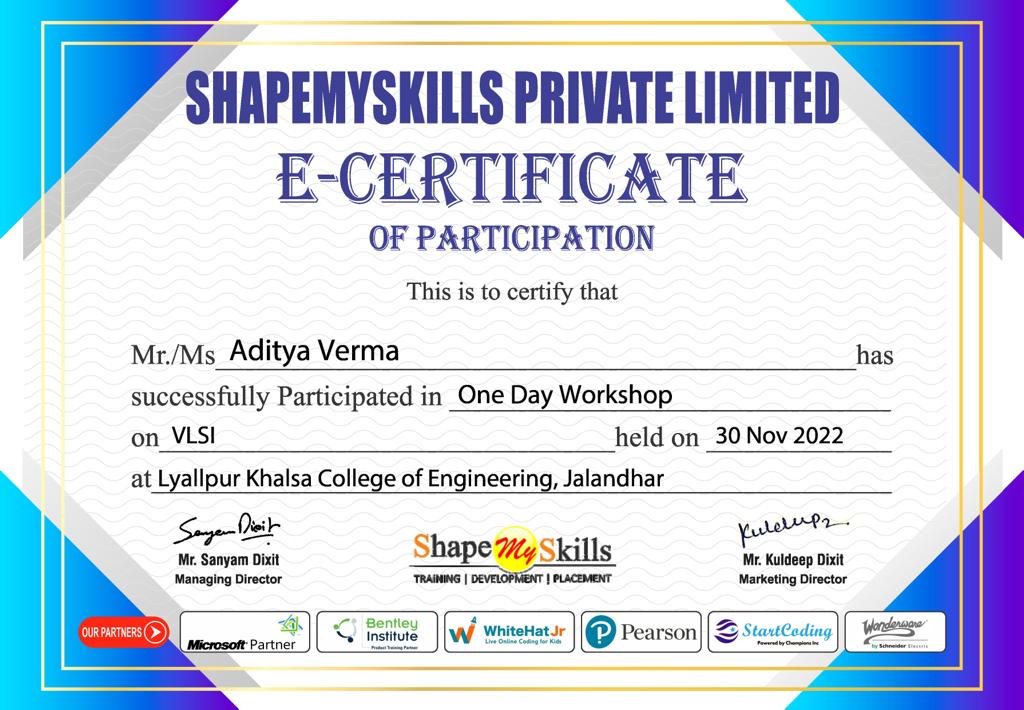 SHAPEMYSKILLS PRIVATE LIMITED
E-CERTIFICATE
OF PARTICIPATION
This is to certify that
Mr./Ms Aditya Verma has
successfully Participated in One Day Workshop
on VLSI held on 30 Nov 2022
at Lyallpur Khalsa College of Engineering, Jalandhar
Sanyam Dixit
Kuldeep
Mr. Sanyam Dixit
Managing Director
Shape My Skills
TRAINING | DEVELOPMENT | PLACEMENT
Mr. Kuldeep Dixit
Marketing Director
OUR PARTNERS
Microsoft Partner
Bentley
Institute
Product Training Partner
WhiteHat Jr
Live Online Coding for Kids
Pearson
StartCoding
Powered by Champions Inc
Wonderware
by Schneider Electric